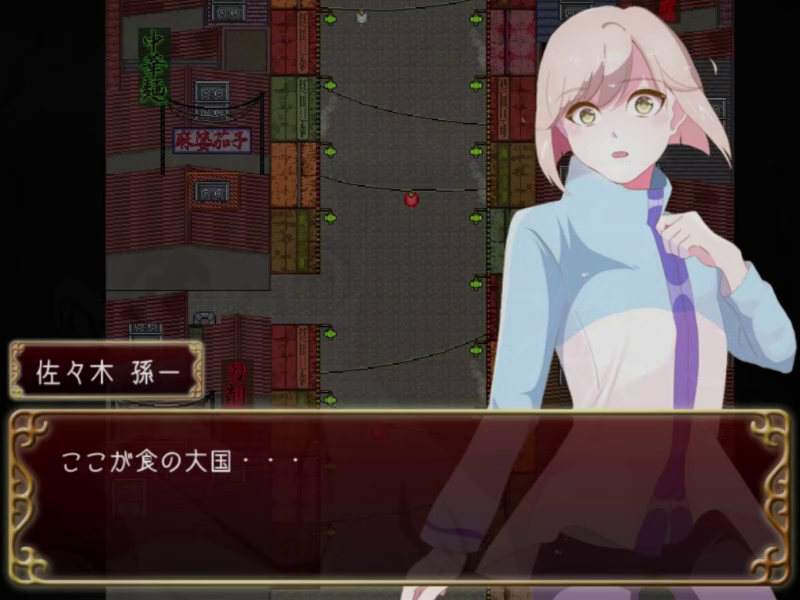 中華麺
麻婆茄子
佐々木 孫一
ここが食の大国・・・